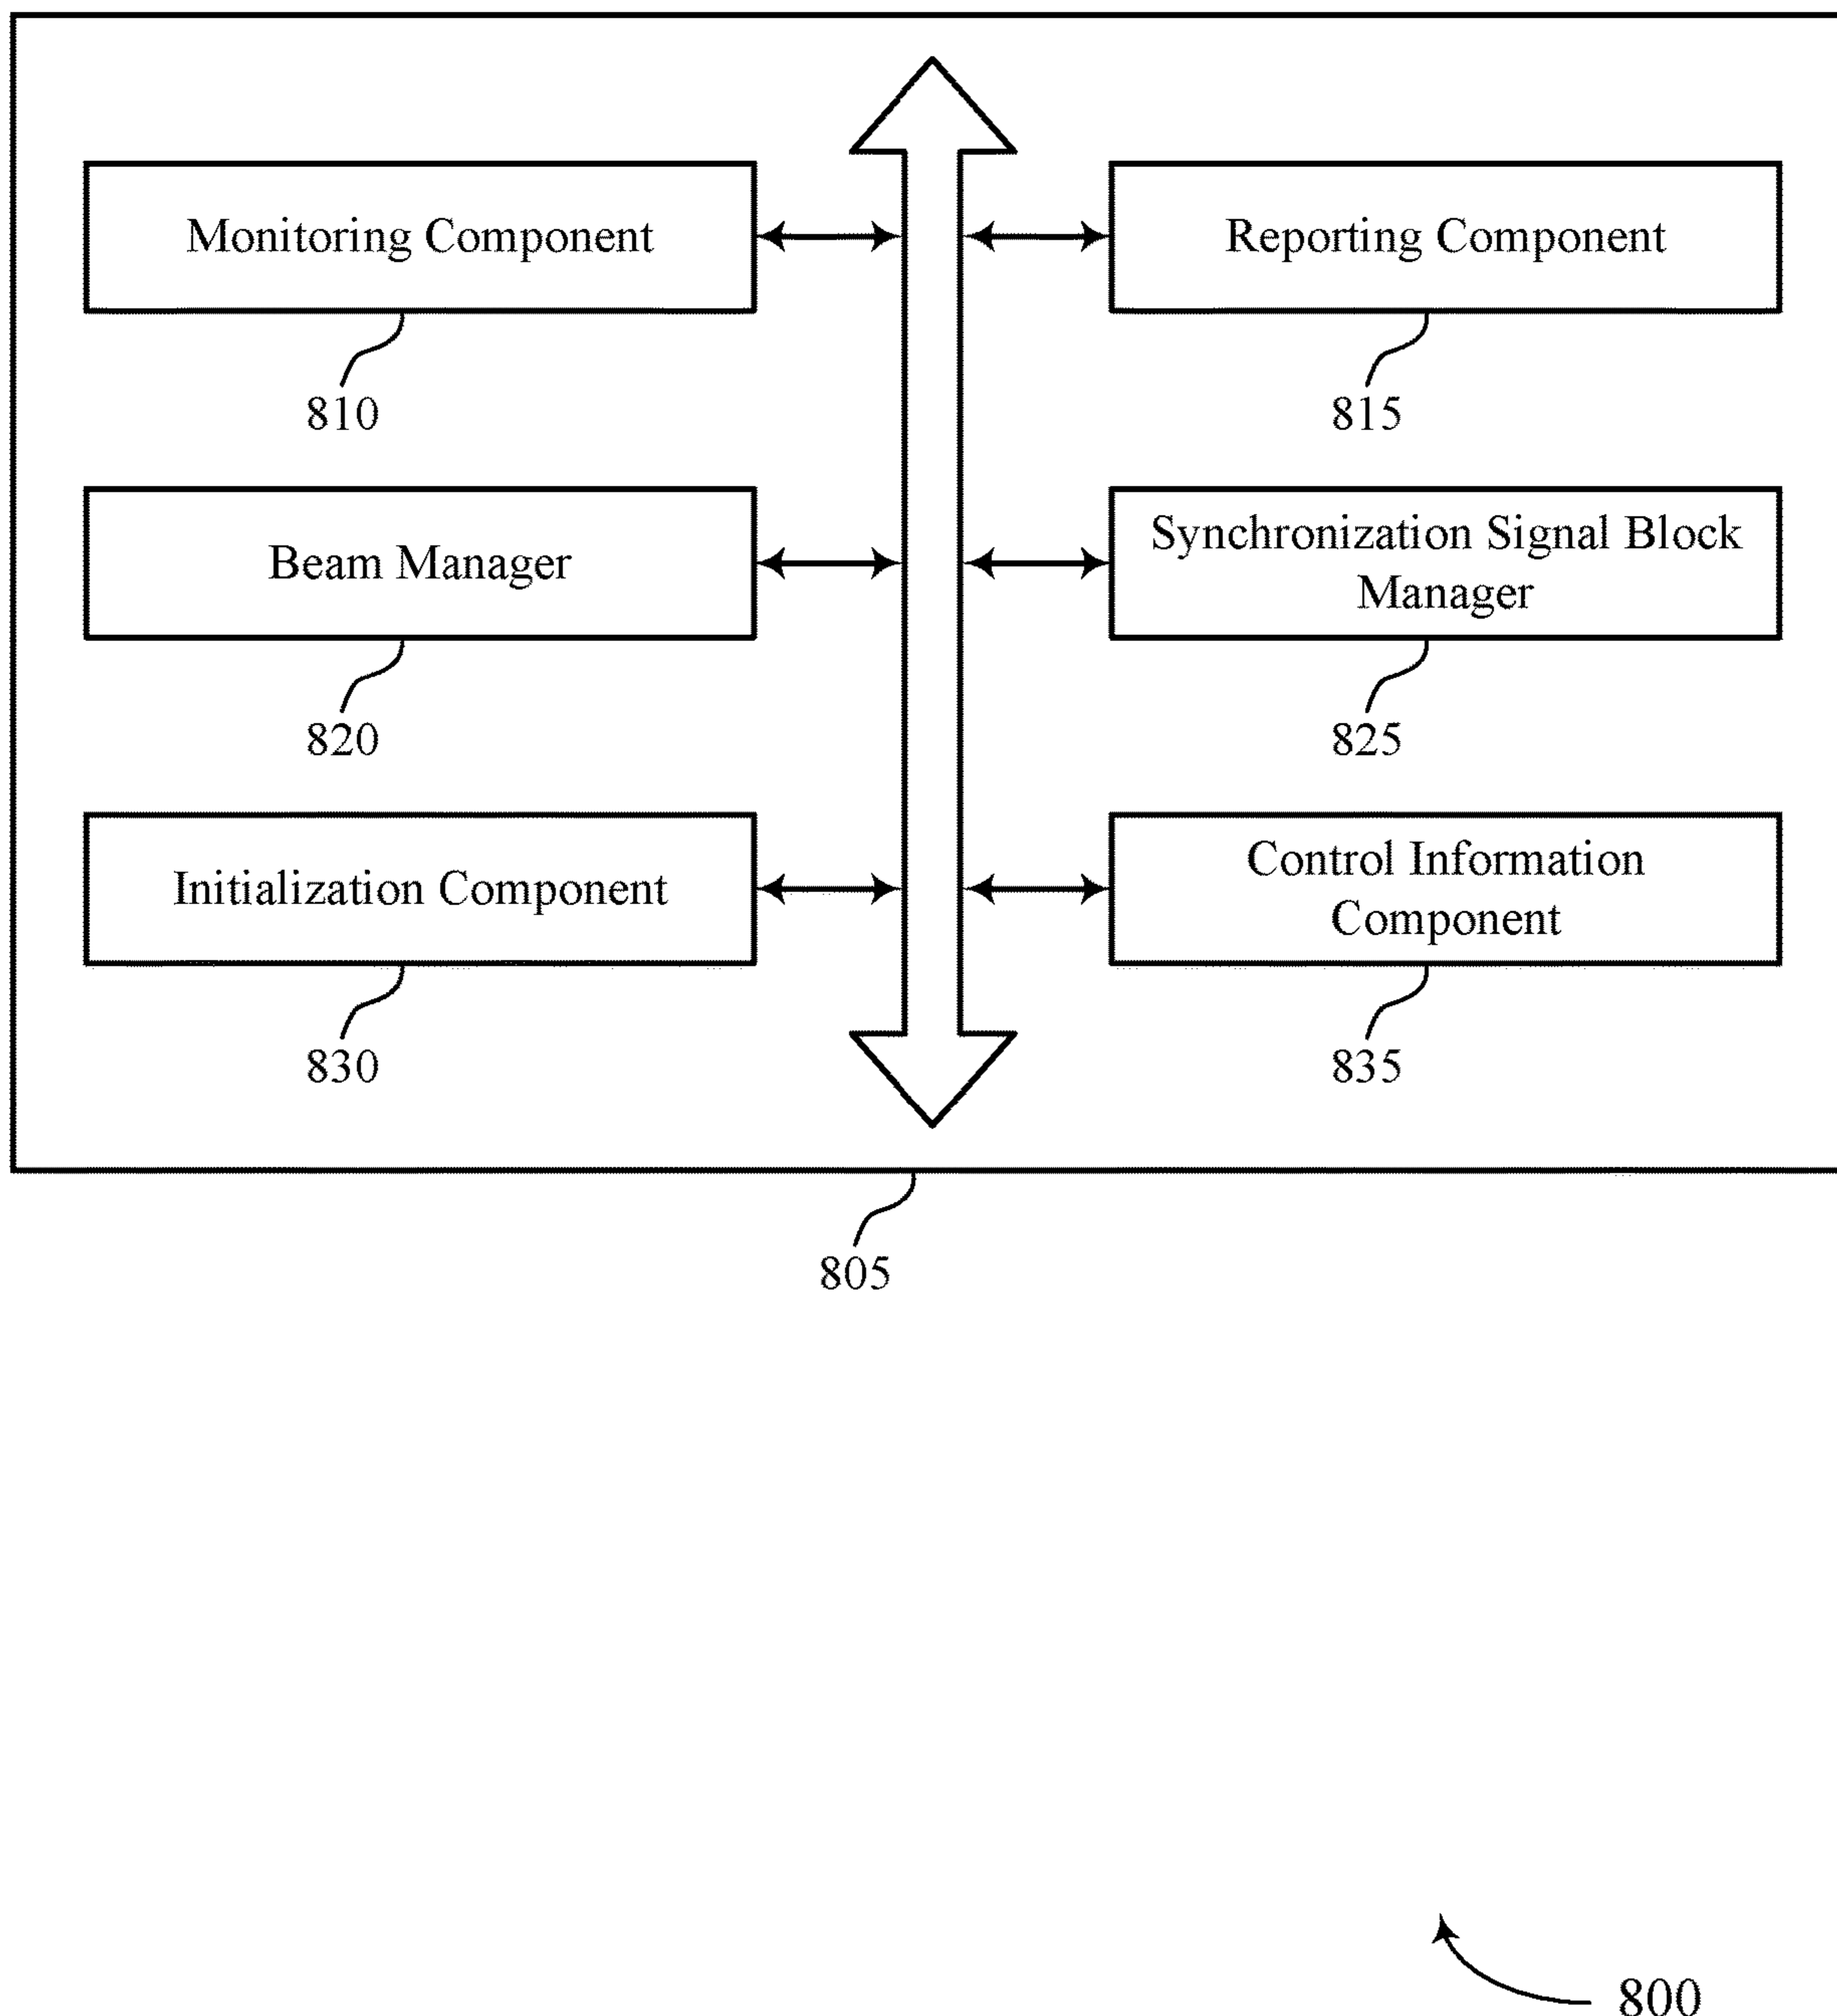 Monitoring Component
Reporting Component
810
815
Beam Manager
Synchronization Signal Block
Manager
820
825
Initialization Component
Control Information
Component
830
835
805
800